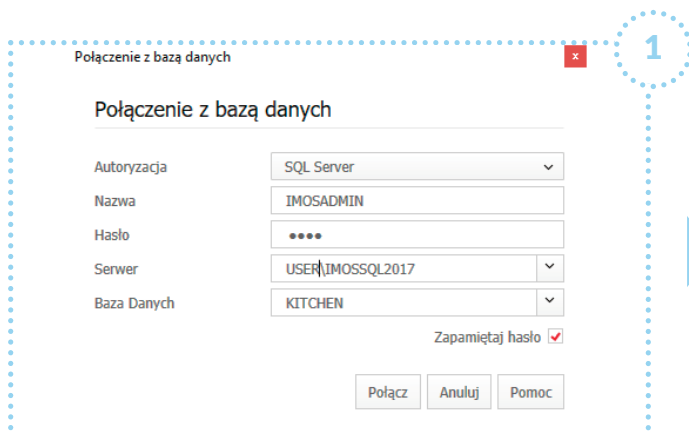 Połączenie z bazą danych
x
1
Połączenie z bazą danych
Autoryzacja SQL Server
Nazwa IMOSADMIN
Hasło ••••
Serwer USER\IMOSSQL2017
Baza Danych KITCHEN
Zapamiętaj hasło
Połącz Anuluj Pomoc